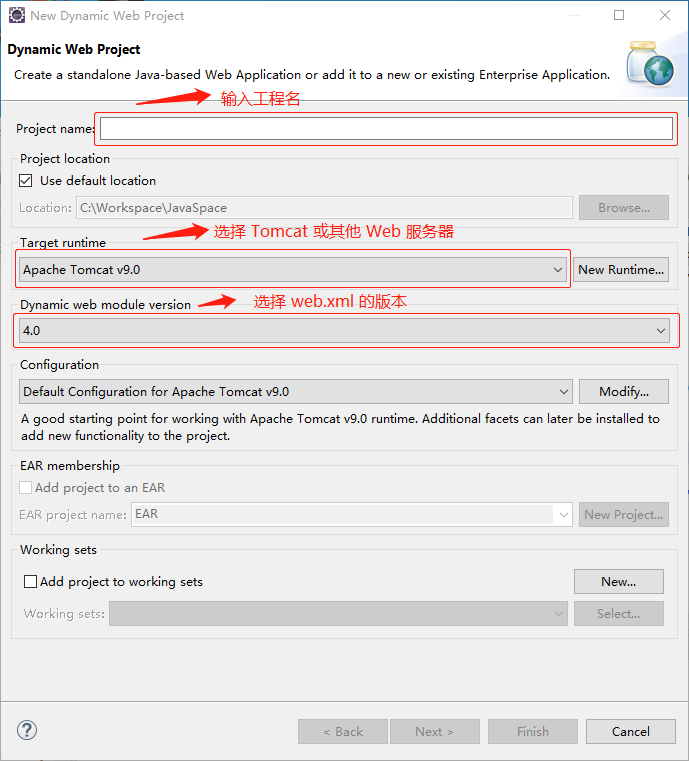 New Dynamic Web Project
Dynamic Web Project
Create a standalone Java-based Web Application or add it to a new or existing Enterprise Application.
输入工程名
Project name:
Project location
Use default location
Location: C:\Workspace\JavaSpace Browse...
选择 Tomcat 或其他 Web 服务器
Target runtime
Apache Tomcat v9.0 New Runtime...
选择 web.xml 的版本
Dynamic web module version
4.0
Configuration
Default Configuration for Apache Tomcat v9.0 Modify...
A good starting point for working with Apache Tomcat v9.0 runtime. Additional facets can later be installed to
add new functionality to the project.
EAR membership
Add project to an EAR
EAR project name: EAR New Project...
Working sets
Add project to working sets New...
Working sets: Select...
? < Back Next > Finish Cancel